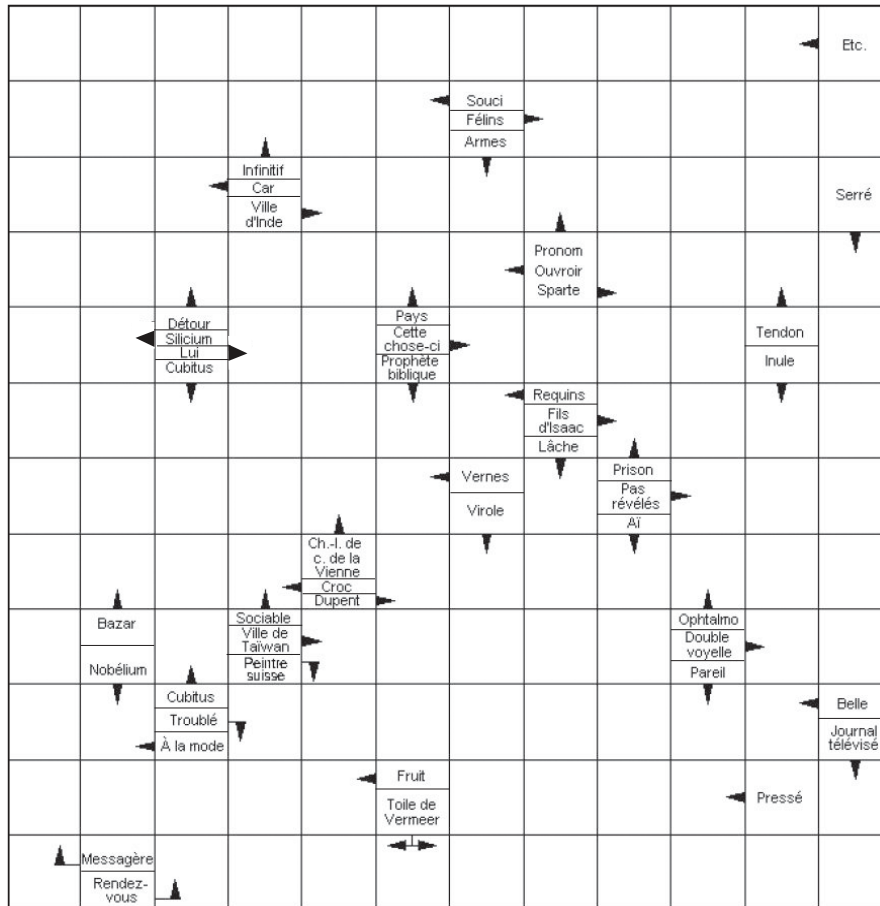 Etc.
Souci
Félins
Armes
Infinitif
Car
Ville
d'Inde
Serré
Pronom
Ouvroir
Sparte
Détour
Silicium
Lui
Cubitus
Pays
Cette
chose-ci
Prophète
biblique
Tendon
Inule
Requins
Fils
d'Isaac
Lâche
Vernes
Virole
Prison
Pas
révélés
Aï
Ch.-l. de
c. de la
Vienne
Croc
Dupent
Bazar
Nobélium
Sociable
Ville de
Taïwan
Peintre
suisse
Ophtalmo
Double
voyelle
Pareil
Cubitus
Troublé
À la mode
Belle
Journal
télévisé
Fruit
Toile de
Vermeer
Pressé
Messagère
Rendez-
vous